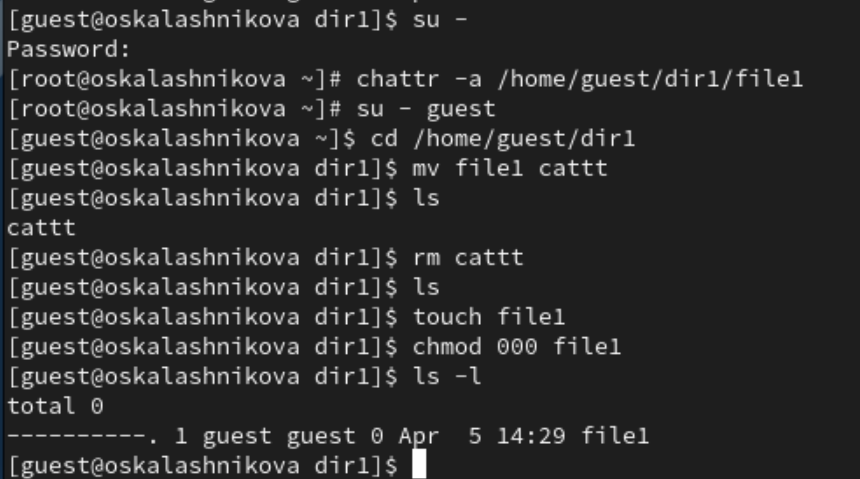 [guest@oskalashnikova dir1]$ su -
Password:
[root@oskalashnikova ~]# chattr -a /home/guest/dir1/file1
[root@oskalashnikova ~]# su - guest
[guest@oskalashnikova ~]$ cd /home/guest/dir1
[guest@oskalashnikova dir1]$ mv file1 cattt
[guest@oskalashnikova dir1]$ ls
cattt
[guest@oskalashnikova dir1]$ rm cattt
[guest@oskalashnikova dir1]$ ls
[guest@oskalashnikova dir1]$ touch file1
[guest@oskalashnikova dir1]$ chmod 000 file1
[guest@oskalashnikova dir1]$ ls -l
total 0
----------. 1 guest guest 0 Apr  5 14:29 file1
[guest@oskalashnikova dir1]$